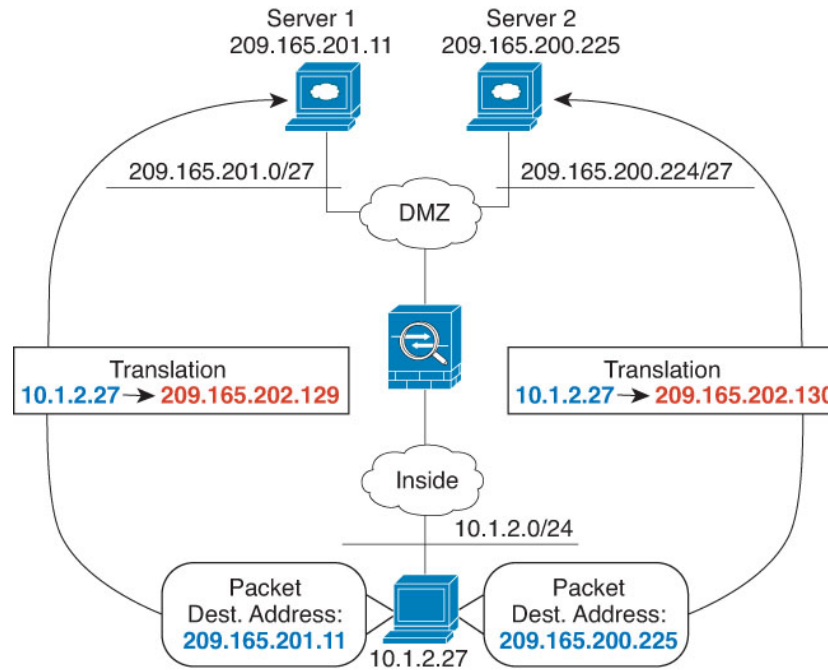 Server 1
209.165.201.11
Server 2
209.165.200.225
209.165.201.0/27
209.165.200.224/27
DMZ
Translation
10.1.2.27 → 209.165.202.129
Translation
10.1.2.27 → 209.165.202.130
Inside
10.1.2.0/24
Packet
Dest. Address:
209.165.201.11
Packet
Dest. Address:
209.165.200.225
10.1.2.27